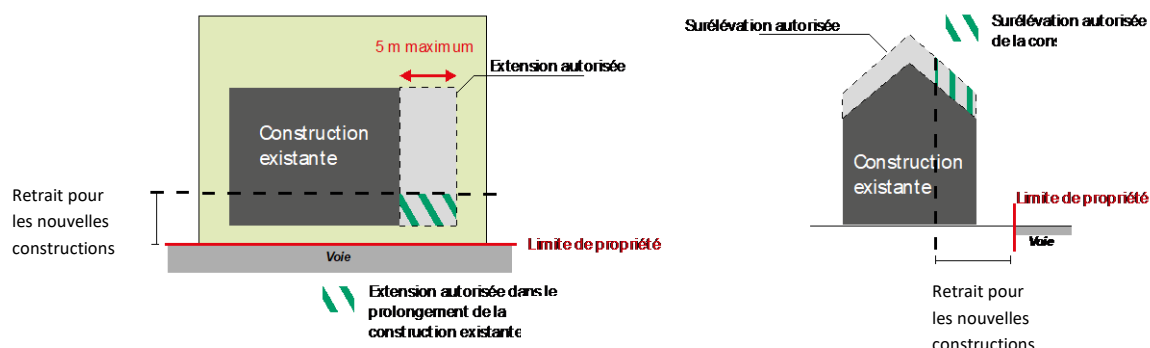 5 m maximum
Extension autorisée
Construction
existante
Retrait pour
les nouvelles
constructions
Limite de propriété
Voie
Extension autorisée dans le
prolongement de la
construction existante
Surélévation autorisée
Surélévation autorisée
de la cons
Construction
existante
Limite de propriété
Voie
Retrait pour
les nouvelles
constructions